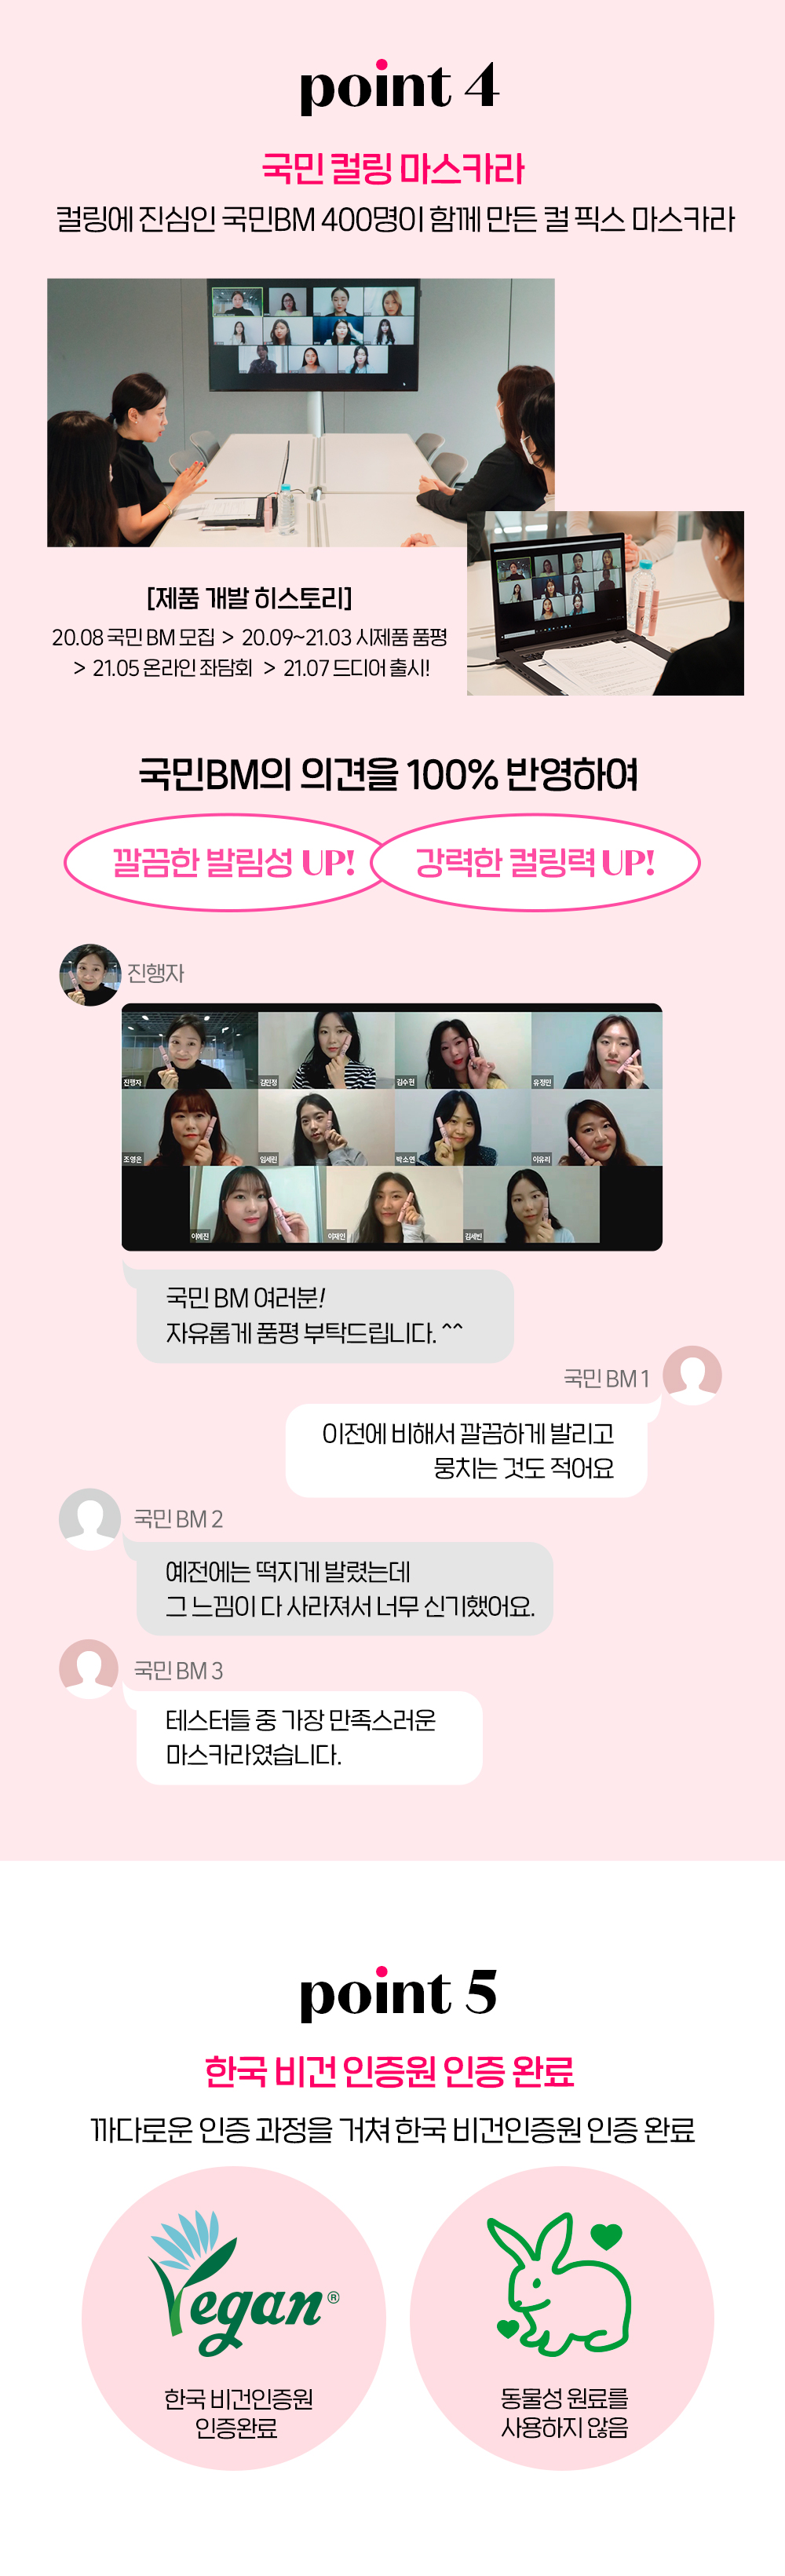 point 4
국민 컬링 마스카라
컬링에 진심인 국민BM 400명이 함께 만든 컬 픽스 마스카라
[제품 개발 히스토리]
20.08 국민 BM 모집 > 20.09~21.03 시제품 품평
> 21.05 온라인 좌담회 > 21.07 드디어 출시!
국민BM의 의견을 100% 반영하여
깔끔한 발림성 UP! 강력한 컬링력 UP!
진행자
진행자 김민정 김수현 유정민
조영은 임세린 박소연 이유리
이예진 이재인 김세빈
국민 BM 여러분!
자유롭게 품평 부탁드립니다. ^^
국민 BM 1
이전에 비해서 깔끔하게 발리고
뭉치는 것도 적어요
국민 BM 2
예전에는 떡지게 발렸는데
그 느낌이 다 사라져서 너무 신기했어요.
국민 BM 3
테스터들 중 가장 만족스러운
마스카라였습니다.
point 5
한국 비건 인증원 인증 완료
까다로운 인증 과정을 거쳐 한국 비건인증원 인증 완료
Vegan®
한국 비건인증원
인증완료
동물성 원료를
사용하지 않음